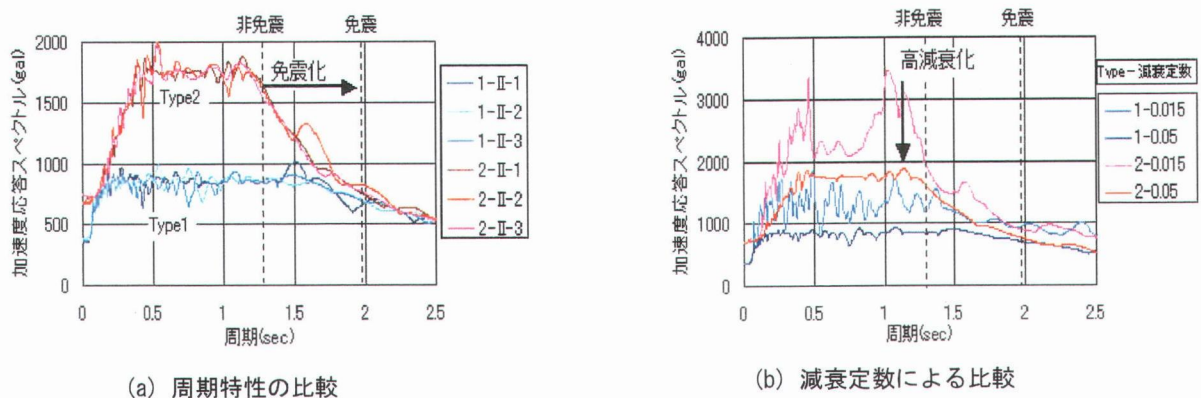 非免震 免震
加速度応答スペクトル(gal)
2000
1500
1000
500
0
免震化
Type2
Type1
0 0.5 1 1.5 2 2.5
周期(sec)
1-Ⅱ-1
1-Ⅱ-2
1-Ⅱ-3
2-Ⅱ-1
2-Ⅱ-2
2-Ⅱ-3
(a) 周期特性の比較
非免震 免震
加速度応答スペクトル(gal)
4000
3000
2000
1000
0
高減衰化
0 0.5 1 1.5 2 2.5
周期(sec)
Type-減衰定数
1-0.015
1-0.05
2-0.015
2-0.05
(b) 減衰定数による比較